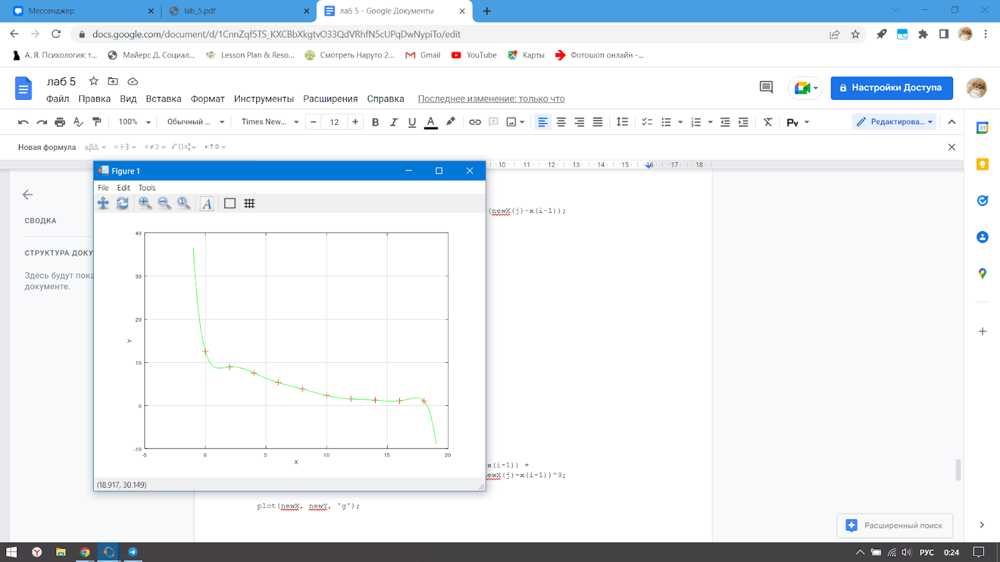 Мессенджер
lab_5.pdf
лаб 5 - Google Документы
docs.google.com/document/d/1CnnZqf5TS_KXCBbXkgtvO33QdVRhfN5cUPqDwNypiTo/edit
А. Я. Психология: т...
Майерс Д. Социал...
Lesson Plan & Reso...
Смотреть Наруто 2...
Gmail
YouTube
Карты
Фотошоп онлайн -...
лаб 5
Файл Правка Вид Вставка Формат Инструменты Расширения Справка Последнее изменение: только что
Настройки Доступа
100% Обычный ... Times New... 12 B I U A Ру Редактирова...
31
Новая формула αβΔ
10 11 12 13 14 15 16 17 18
Figure 1
File Edit Tools
СВОДКА
(newX(j)-x(i-1));
СТРУКТУРА ДОКУ
Здесь будут пока
документе.
40
30
20
10
0
-10
Y
-5 0 5 10 15 20
X
(18.917, 30.149)
x(i-1)) +
newX(j)-x(i-1))^3;
plot(newX, newY, 'g');
Расширенный поиск
РУС 0:24